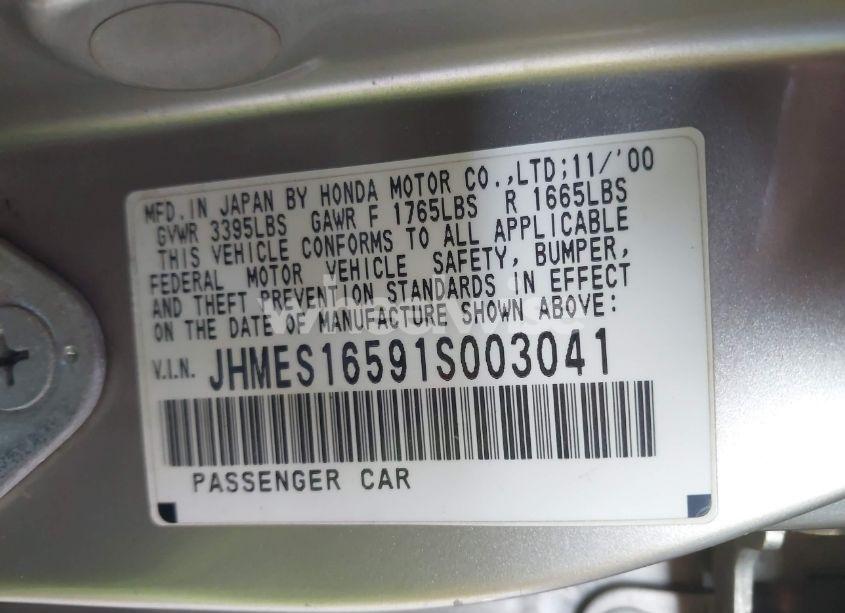 MFD. IN JAPAN BY HONDA MOTOR CO.,LTD;11/'00
GVWR 3395LBS GAWR F 1765LBS R 1665LBS
THIS VEHICLE CONFORMS TO ALL APPLICABLE
FEDERAL MOTOR VEHICLE SAFETY, BUMPER,
AND THEFT PREVENTION STANDARDS IN EFFECT
ON THE DATE OF MANUFACTURE SHOWN ABOVE:
V.I.N. JHMES16591S003041
PASSENGER CAR